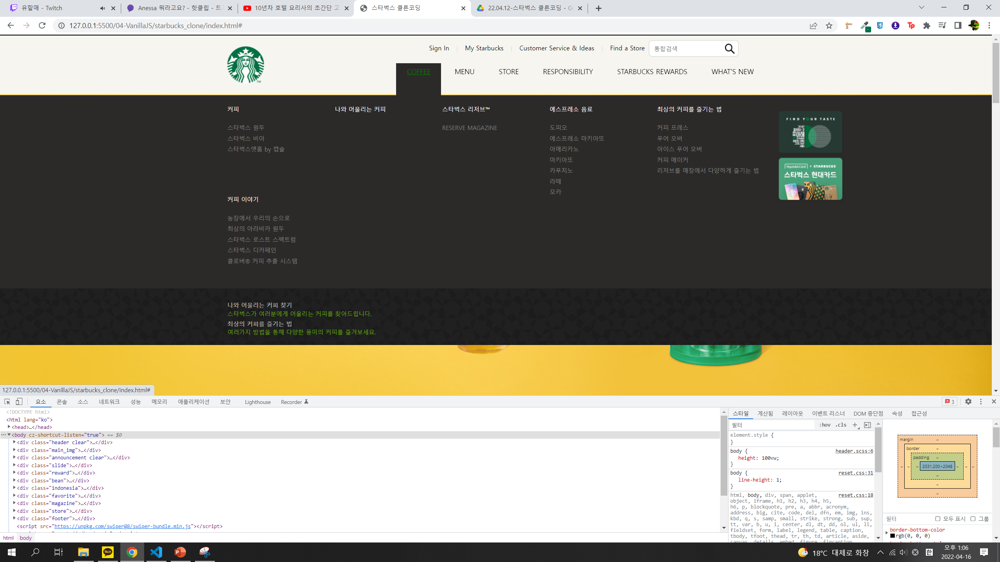 유할매 - Twitch
Anessa 뭐라고요? - 핫클립 - 트
10년차 호텔 요리사의 초간단 고
스타벅스 클론코딩
22.04.12-스타벅스 클론코딩 - Go
127.0.0.1:5500/04-VanillaJS/starbucks_clone/index.html#
Sign In
My Starbucks
Customer Service & Ideas
Find a Store
통합검색
COFFEE
MENU
STORE
RESPONSIBILITY
STARBUCKS REWARDS
WHAT'S NEW
커피
스타벅스 원두
스타벅스 비아
스타벅스앳홈 by 캡슐
나와 어울리는 커피
스타벅스 리저브™
RESERVE MAGAZINE
에스프레소 음료
도피오
에스프레소 마키아또
아메리카노
마키아또
카푸치노
라떼
모카
최상의 커피를 즐기는 법
커피 프레스
푸어 오버
아이스 푸어 오버
커피 메이커
리저브를 매장에서 다양하게 즐기는 법
FIND YOUR TASTE
좋아해
Hyundai Card + STARBUCKS
스타벅스 현대카드
커피 이야기
농장에서 우리의 손으로
최상의 아라비카 원두
스타벅스 로스트 스펙트럼
스타벅스 디카페인
클로버® 커피 추출 시스템
나와 어울리는 커피 찾기
스타벅스가 여러분에게 어울리는 커피를 찾아드립니다.
최상의 커피를 즐기는 법
여러가지 방법을 통해 다양한 풍미의 커피를 즐겨보세요.
127.0.0.1:5500/04-VanillaJS/starbucks_clone/index.html#
요소 콘솔 소스 네트워크 성능 메모리 애플리케이션 보안 Lighthouse Recorder
3
<!DOCTYPE html>
<html lang="ko">
<head>…</head>
<body cz-shortcut-listen="true"> == $0
<div class="header clear">…</div>
<div class="main_img">…</div>
<div class="announcement clear">…</div>
<div class="slide">…</div>
<div class="reward">…</div>
<div class="bean">…</div>
<div class="indonesia">…</div>
<div class="favorite">…</div>
<div class="magazine">…</div>
<div class="store">…</div>
<div class="footer">…</div>
<script src="https://unpkg.com/swiper@8/swiper-bundle.min.js"></script>
html body
스타일 계산됨 레이아웃 이벤트 리스너 DOM 중단점 속성 접근성
필터 :hov .cls
element.style {
}
body { header.scss:6
height: 100vw;
}
body { reset.css:31
line-height: 1;
}
html, body, div, span, applet, reset.css:18
object, iframe, h1, h2, h3, h4, h5,
h6, p, blockquote, pre, a, abbr, acronym,
address, big, cite, code, del, dfn, em, img, ins,
kbd, q, s, samp, small, strike, strong, sub, sup,
tt, var, b, u, i, center, dl, dt, dd, ol, ul, li,
fieldset, form, label, legend, table, caption,
tbody, tfoot, thead, tr, th, td, article, aside,
canvas, details, embed, figure, figcaption,
margin
border
padding
2031.200×2048
필터 모두 표시 그룹
border-bottom-color
rgb(0, 0, 0)
TALK
18°C 대체로 화창
한
오후 1:06
2022-04-16